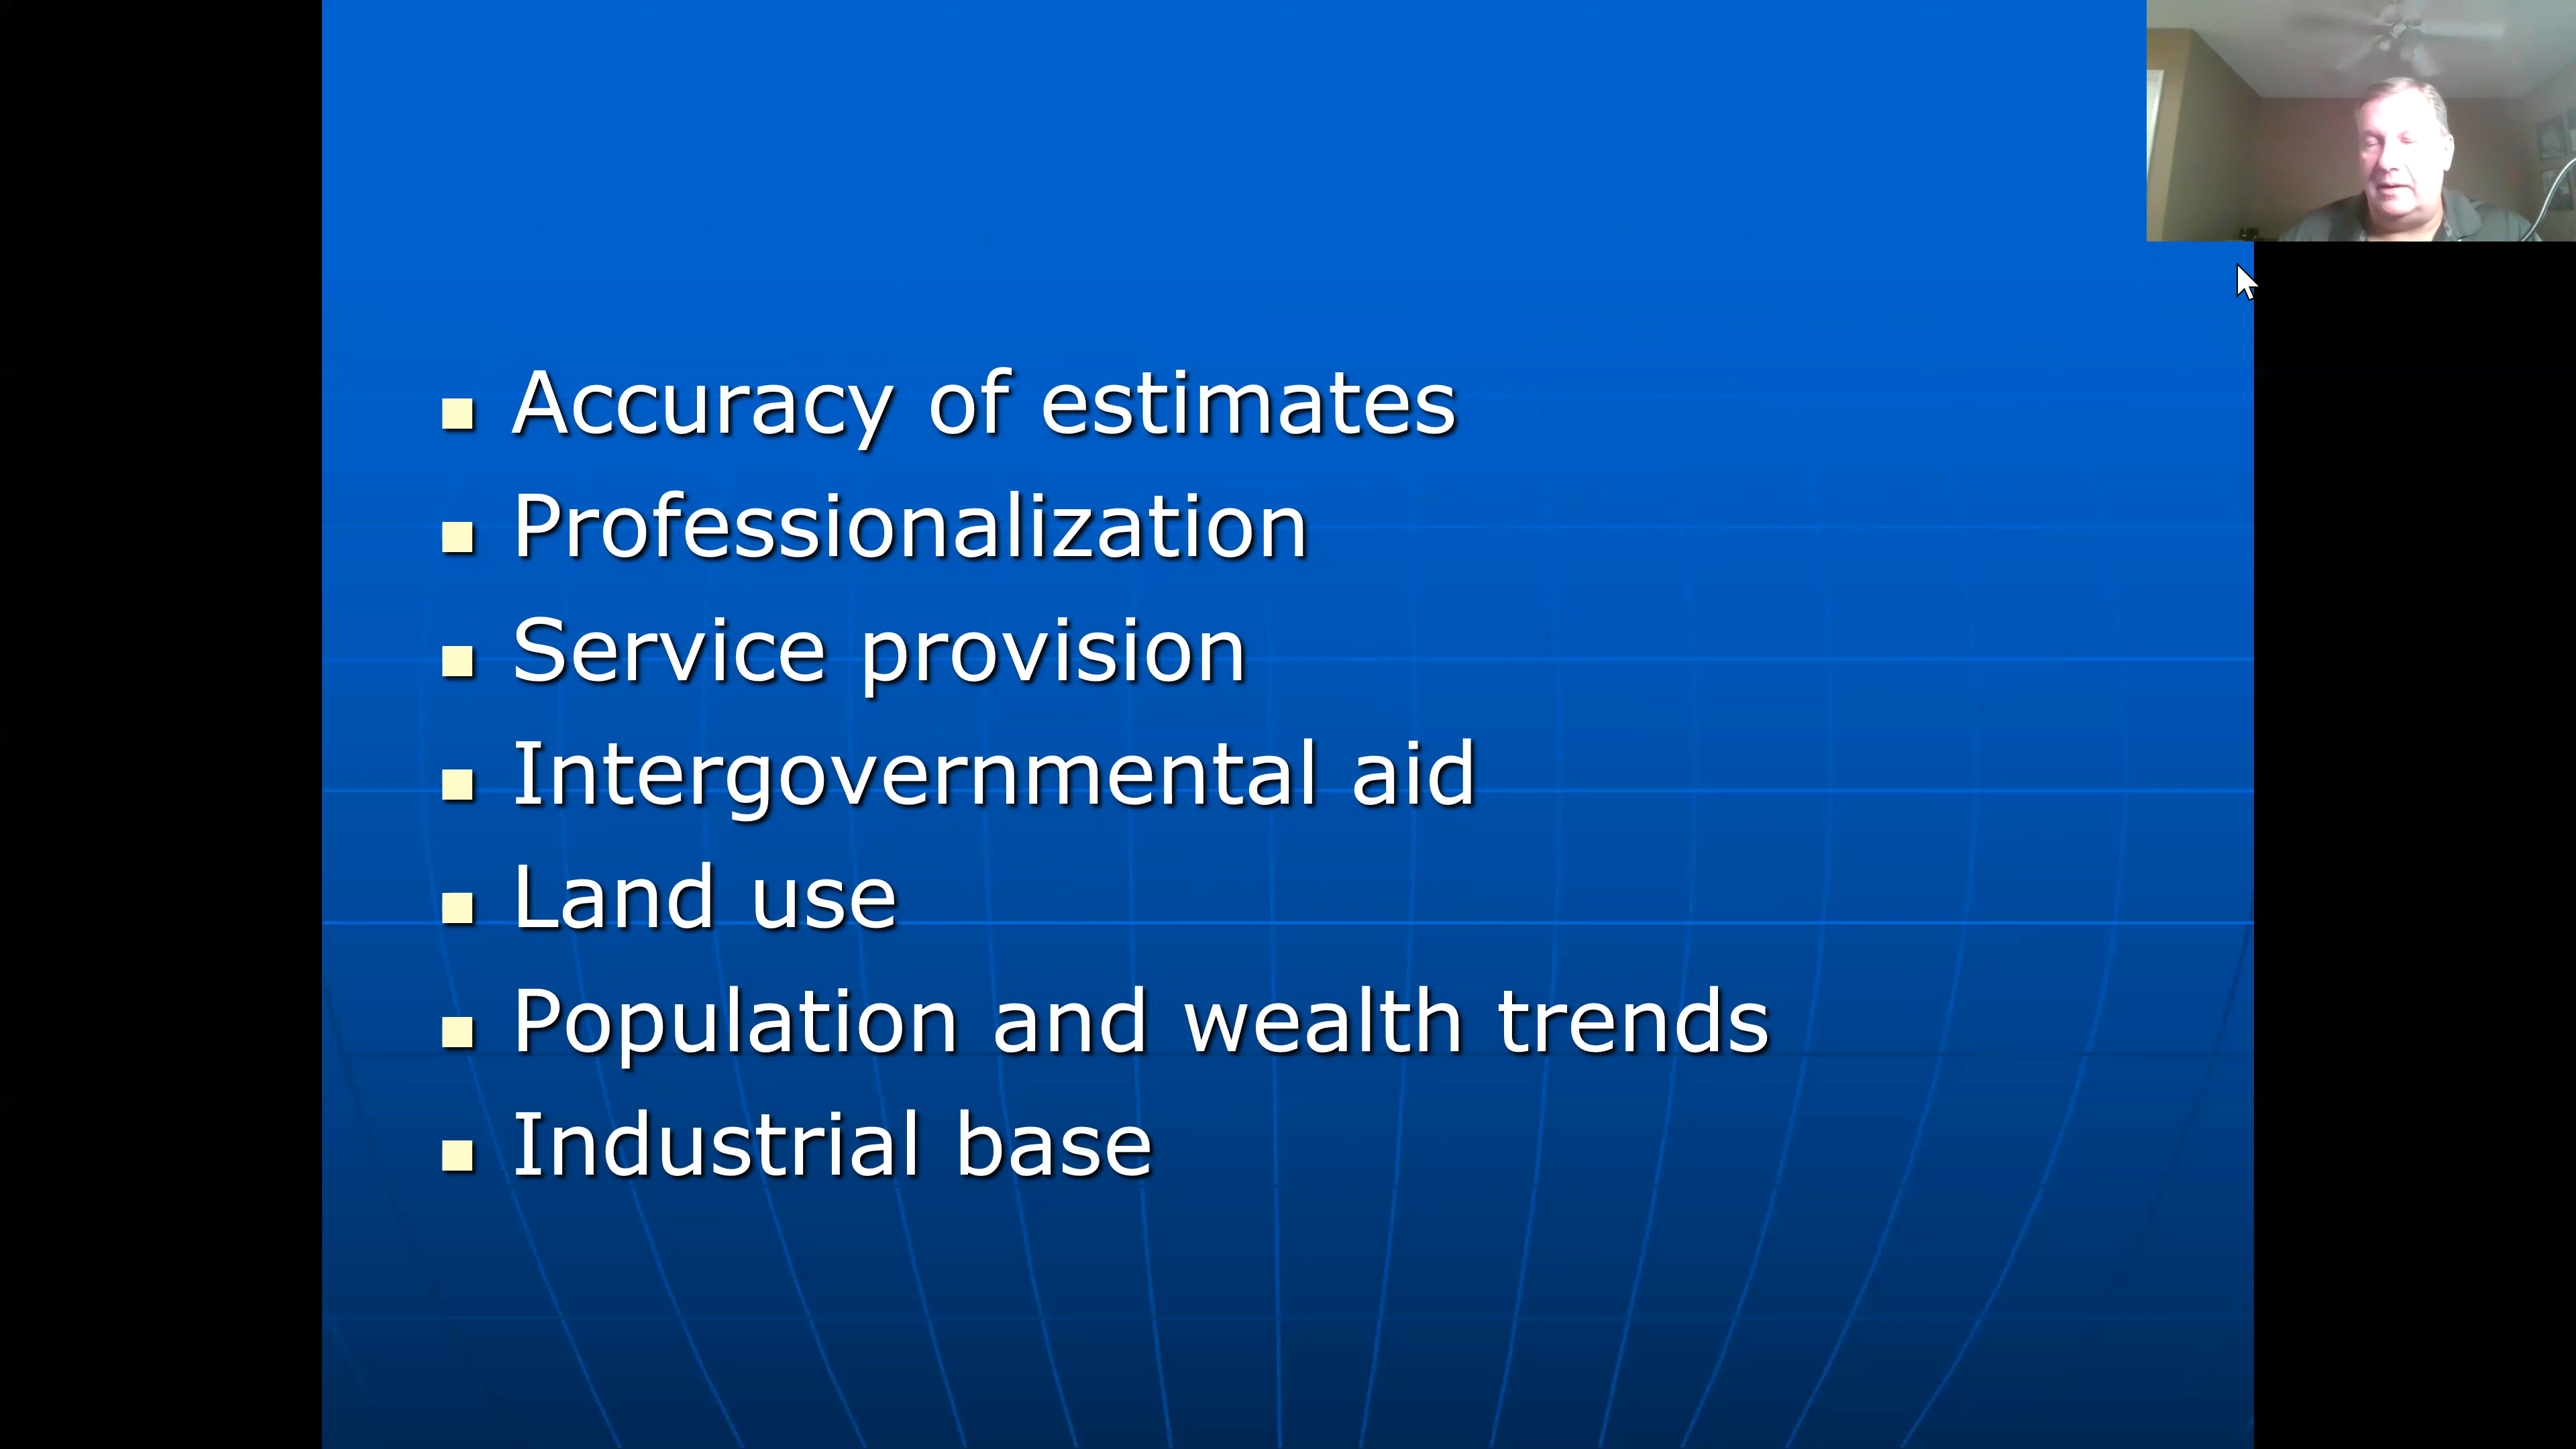 Accuracy of estimates
Professionalization
Service provision
Intergovernmental aid
Land use
Population and wealth trends
Industrial base